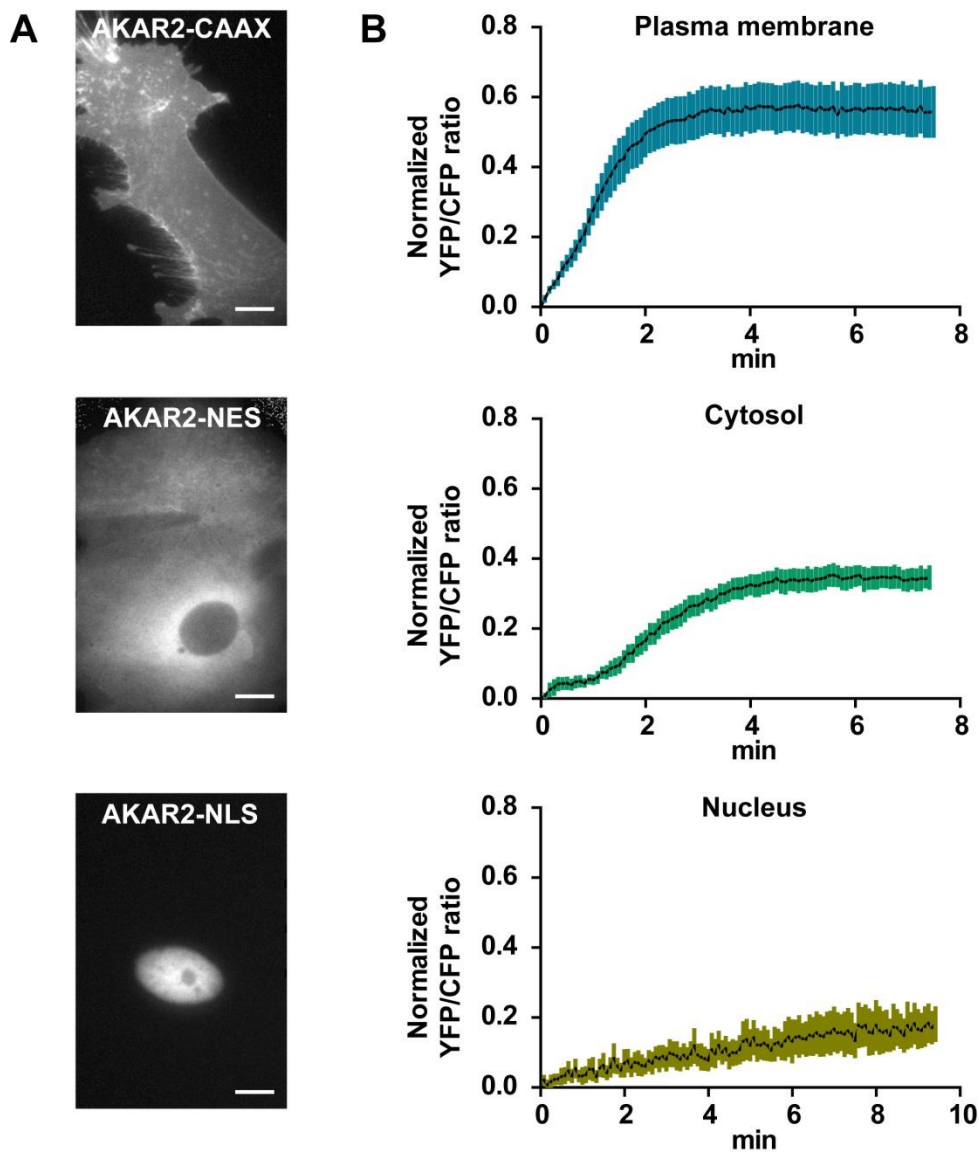 A
AKAR2-CAAX
B
Plasma membrane
Normalized
YFP/CFP ratio
0.8
0.6
0.4
0.2
0.0
0 2 4 6 8
min
AKAR2-NES
Cytosol
Normalized
YFP/CFP ratio
0.8
0.6
0.4
0.2
0.0
0 2 4 6 8
min
AKAR2-NLS
Nucleus
Normalized
YFP/CFP ratio
0.8
0.6
0.4
0.2
0.0
0 2 4 6 8 10
min